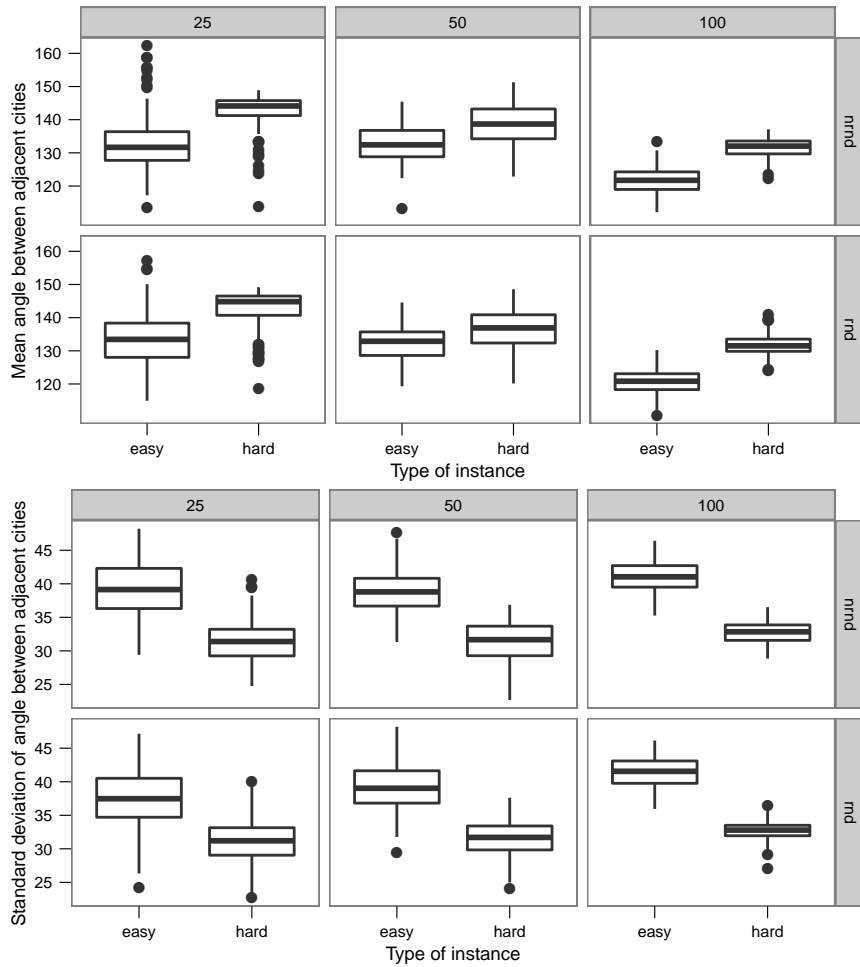 25 50 100
Mean angle between adjacent cities
160
150
140
130
120
nrnd
160
150
140
130
120
rnd
easy hard easy hard easy hard
Type of instance
25 50 100
Standard deviation of angle between adjacent cities
45
40
35
30
25
nrnd
45
40
35
30
25
rnd
easy hard easy hard easy hard
Type of instance